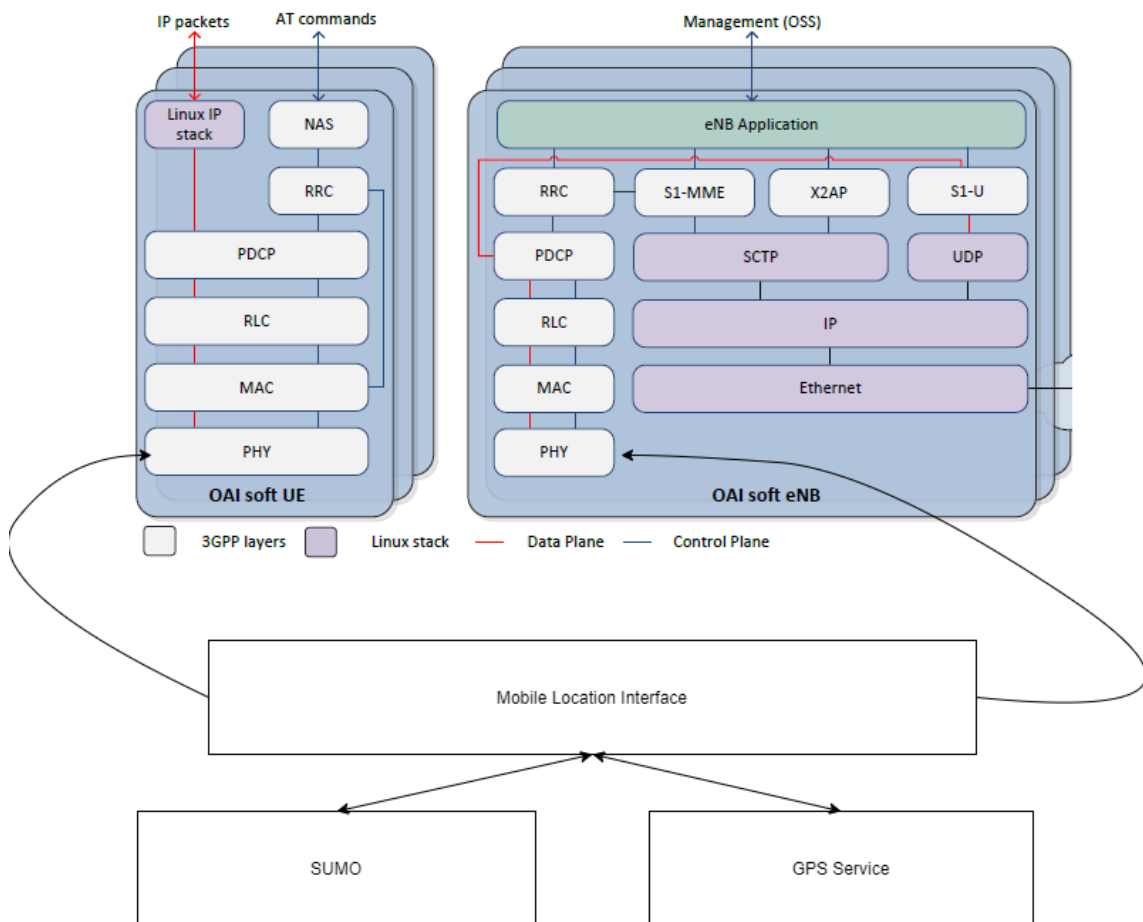 IP packets
AT commands
Management (OSS)
Linux IP
stack
NAS
eNB Application
RRC
RRC
S1-MME
X2AP
S1-U
PDCP
PDCP
SCTP
UDP
RLC
RLC
IP
MAC
MAC
Ethernet
PHY
PHY
OAI soft UE
OAI soft eNB
3GPP layers
Linux stack
Data Plane
Control Plane
Mobile Location Interface
SUMO
GPS Service